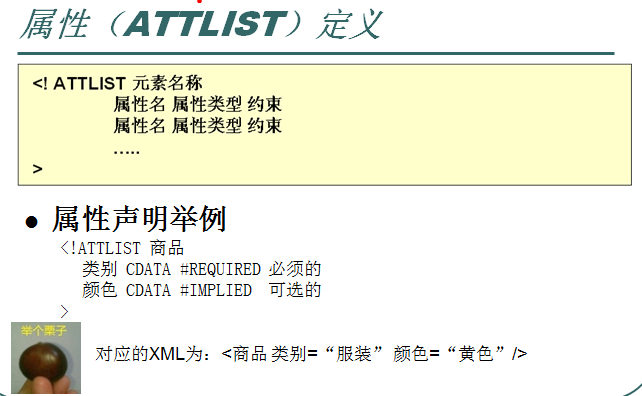 属性（ATTLIST）定义
<! ATTLIST 元素名称
属性名 属性类型 约束
属性名 属性类型 约束
.....
>
● 属性声明举例
<!ATTLIST 商品
类别 CDATA #REQUIRED 必须的
颜色 CDATA #IMPLIED 可选的
>
举个栗子
对应的XML为：<商品 类别=“服装” 颜色=“黄色”/>